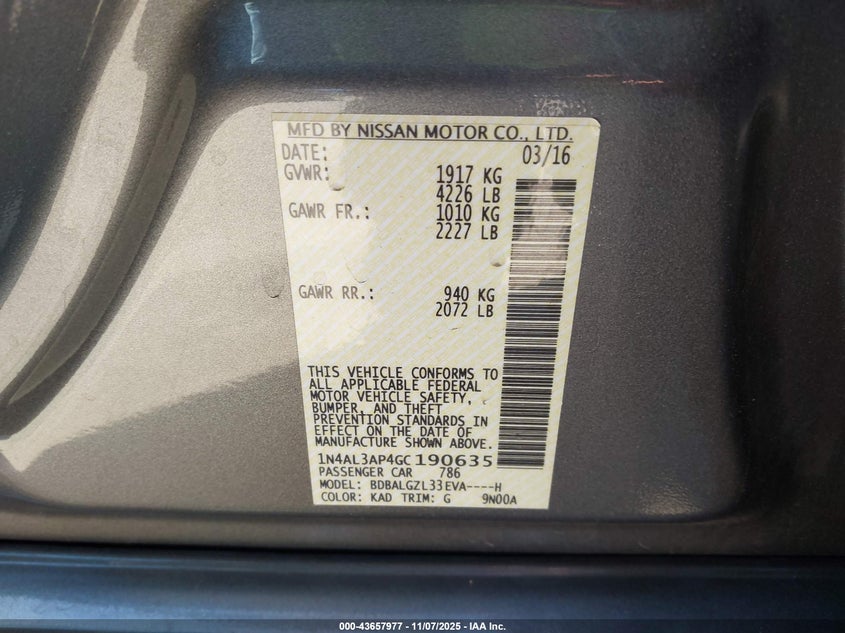 MFD BY NISSAN MOTOR CO., LTD.
DATE: 03/16
GVWR: 1917 KG
4226 LB
GAWR FR.: 1010 KG
2227 LB
GAWR RR.: 940 KG
2072 LB
THIS VEHICLE CONFORMS TO
ALL APPLICABLE FEDERAL
MOTOR VEHICLE SAFETY,
BUMPER, AND THEFT
PREVENTION STANDARDS IN
EFFECT ON THE DATE OF
MANUFACTURE SHOWN ABOVE.
1N4AL3AP4GC190635
PASSENGER CAR 786
MODEL: BDBALGZL33EVA----H
COLOR: KAD TRIM: G 9N00A
000-43657977 - 11/07/2025 - IAA Inc.